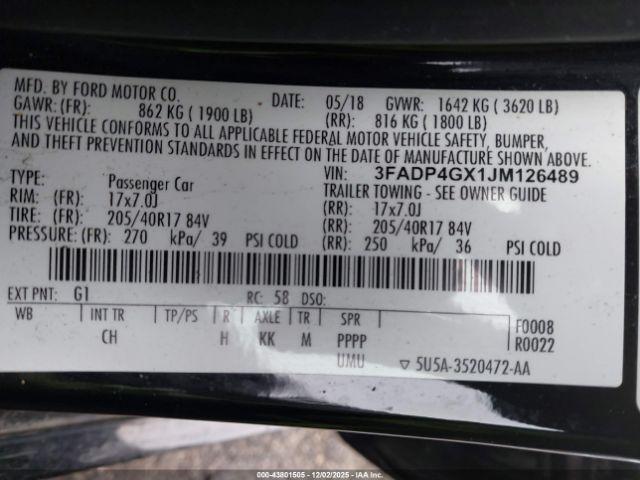 MFD. BY FORD MOTOR CO. DATE: 05/18 GVWR: 1642 KG ( 3620 LB)
GAWR: (FR): 862 KG ( 1900 LB) (RR): 816 KG ( 1800 LB)
THIS VEHICLE CONFORMS TO ALL APPLICABLE FEDERAL MOTOR VEHICLE SAFETY, BUMPER,
AND THEFT PREVENTION STANDARDS IN EFFECT ON THE DATE OF MANUFACTURE SHOWN ABOVE.
VIN: 3FADP4GX1JM126489
TYPE: Passenger Car TRAILER TOWING - SEE OWNER GUIDE
RIM: (FR): 17x7.0J (RR): 17x7.0J
TIRE: (FR): 205/40R17 84V (RR): 205/40R17 84V
PRESSURE: (FR): 270 kPa/ 39 PSI COLD (RR): 250 kPa/ 36 PSI COLD
EXT PNT: G1 RC: 58 DSO:
WB INT TR TP/PS R AXLE TR SPR F0008
CH H KK M PPPP R0022
UMU ▽ 5U5A-3520472-AA
© IAA 00-43801505 | 12/02/2025 | © IAA